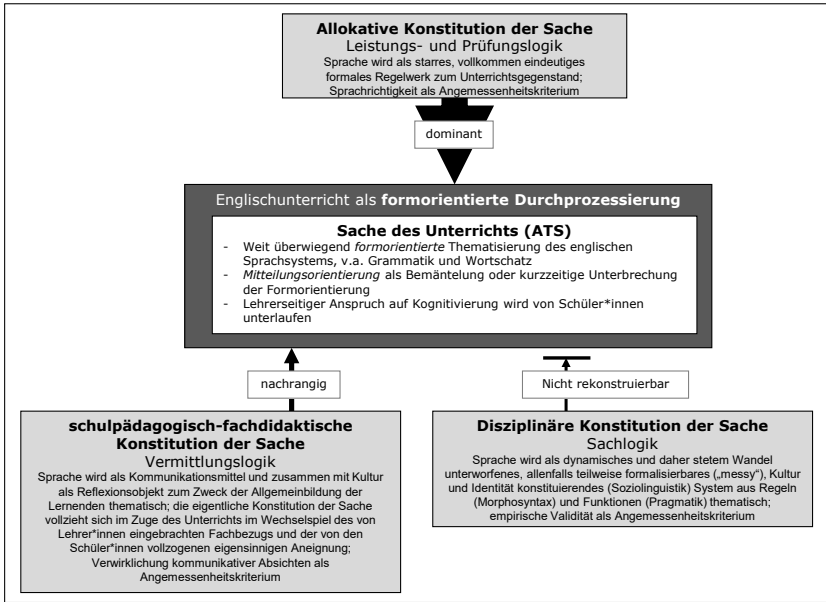 Allokative Konstitution der Sache
Leistungs- und Prüfungslogik
Sprache wird als starres, vollkommen eindeutiges
formales Regelwerk zum Unterrichtsgegenstand;
Sprachrichtigkeit als Angemessenheitskriterium
dominant
Englischunterricht als formorientierte Durchprozessierung
Sache des Unterrichts (ATS)
- Weit überwiegend formorientierte Thematisierung des englischen
Sprachsystems, v.a. Grammatik und Wortschatz
- Mitteilungsorientierung als Bemäntelung oder kurzzeitige Unterbrechung
der Formorientierung
- Lehrerseitiger Anspruch auf Kognitivierung wird von Schüler*innen
unterlaufen
nachrangig
Nicht rekonstruierbar
schulpädagogisch-fachdidaktische
Konstitution der Sache
Vermittlungslogik
Sprache wird als Kommunikationsmittel und zusammen mit Kultur
als Reflexionsobjekt zum Zweck der Allgemeinbildung der
Lernenden thematisch; die eigentliche Konstitution der Sache
vollzieht sich im Zuge des Unterrichts im Wechselspiel des von
Lehrer*innen eingebrachten Fachbezugs und der von den
Schüler*innen vollzogenen eigensinnigen Aneignung;
Verwirklichung kommunikativer Absichten als
Angemessenheitskriterium
Disziplinäre Konstitution der Sache
Sachlogik
Sprache wird als dynamisches und daher stetem Wandel
unterworfenes, allenfalls teilweise formalisierbares („messy“), Kultur
und Identität konstituierendes (Soziolinguistik) System aus Regeln
(Morphosyntax) und Funktionen (Pragmatik) thematisch;
empirische Validität als Angemessenheitskriterium